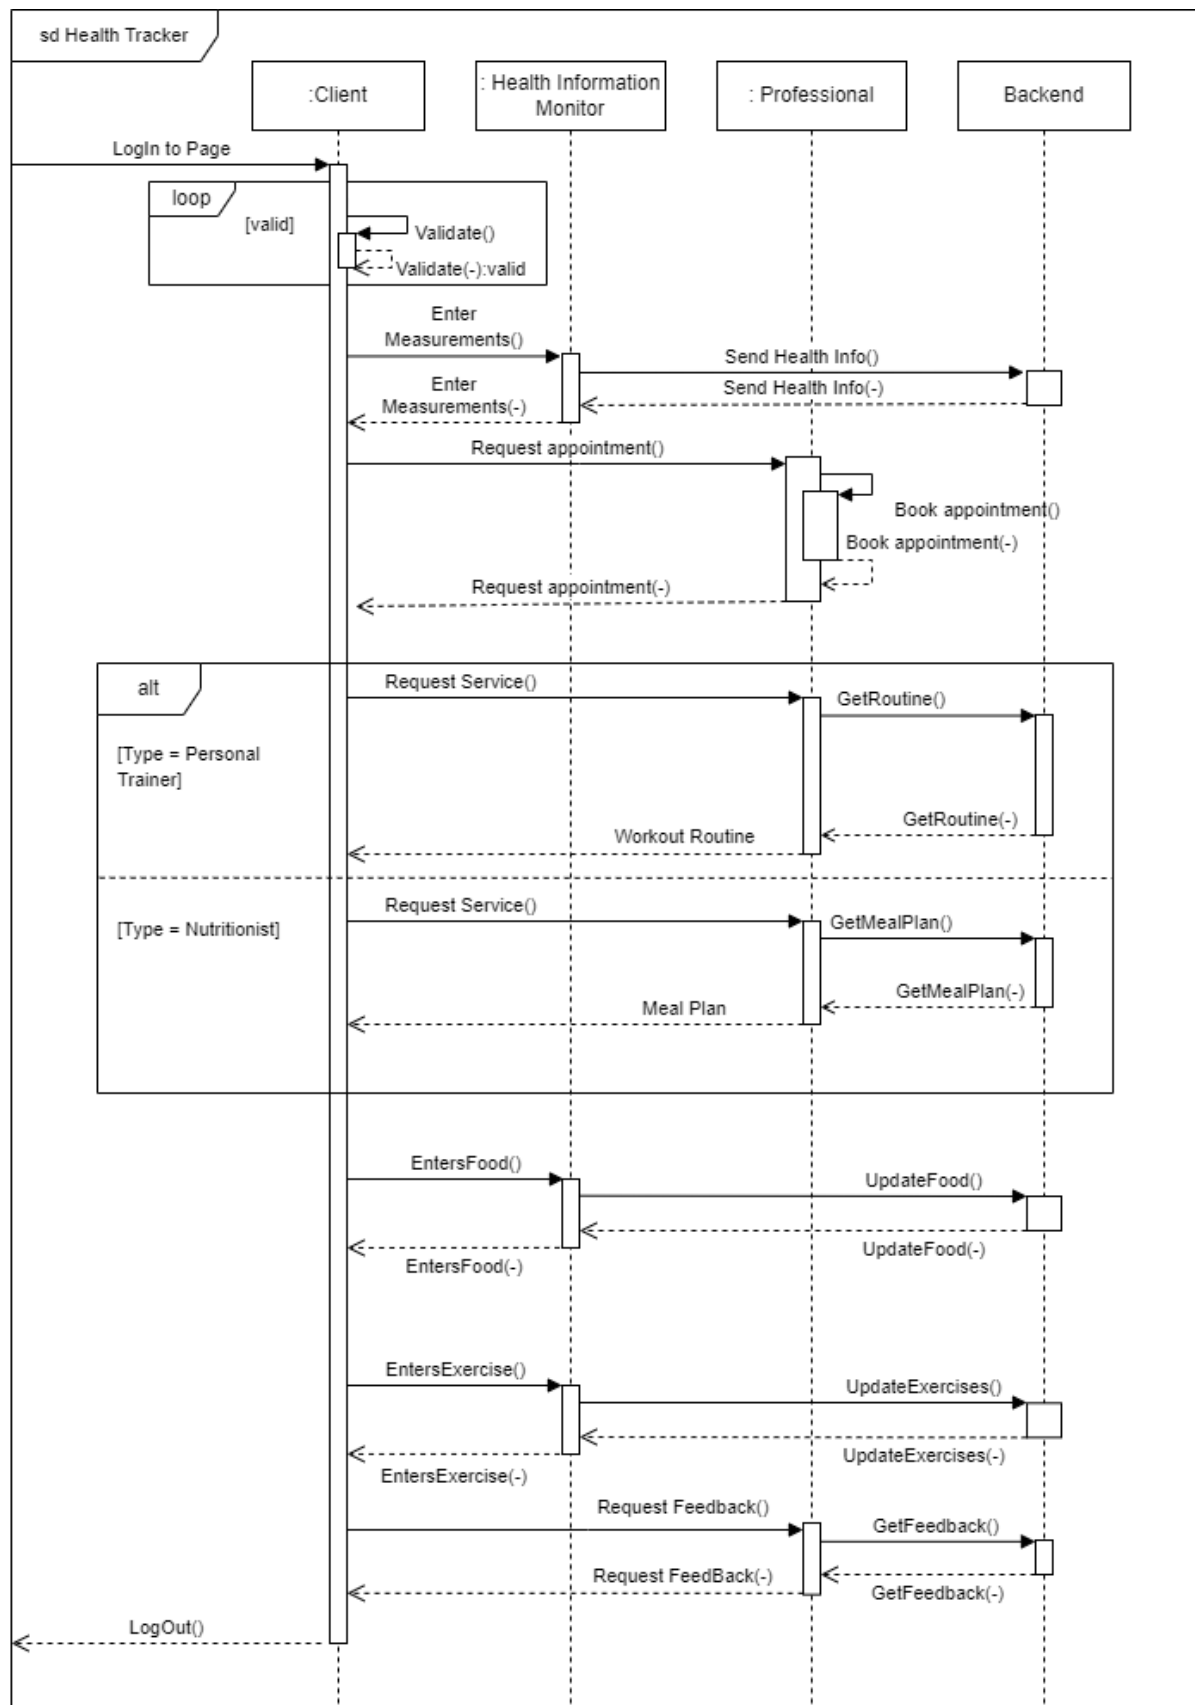 sd Health Tracker
:Client
: Health Information
Monitor
: Professional
Backend
LogIn to Page
loop
[valid]
Validate()
Validate(-):valid
Enter
Measurements()
Send Health Info()
Enter
Measurements(-)
Send Health Info(-)
Request appointment()
Book appointment()
Book appointment(-)
Request appointment(-)
alt
Request Service()
GetRoutine()
[Type = Personal
Trainer]
GetRoutine(-)
Workout Routine
Request Service()
[Type = Nutritionist]
GetMealPlan()
GetMealPlan(-)
Meal Plan
EntersFood()
UpdateFood()
UpdateFood(-)
EntersFood(-)
EntersExercise()
UpdateExercises()
UpdateExercises(-)
EntersExercise(-)
Request Feedback()
GetFeedback()
Request FeedBack(-)
GetFeedback(-)
LogOut()